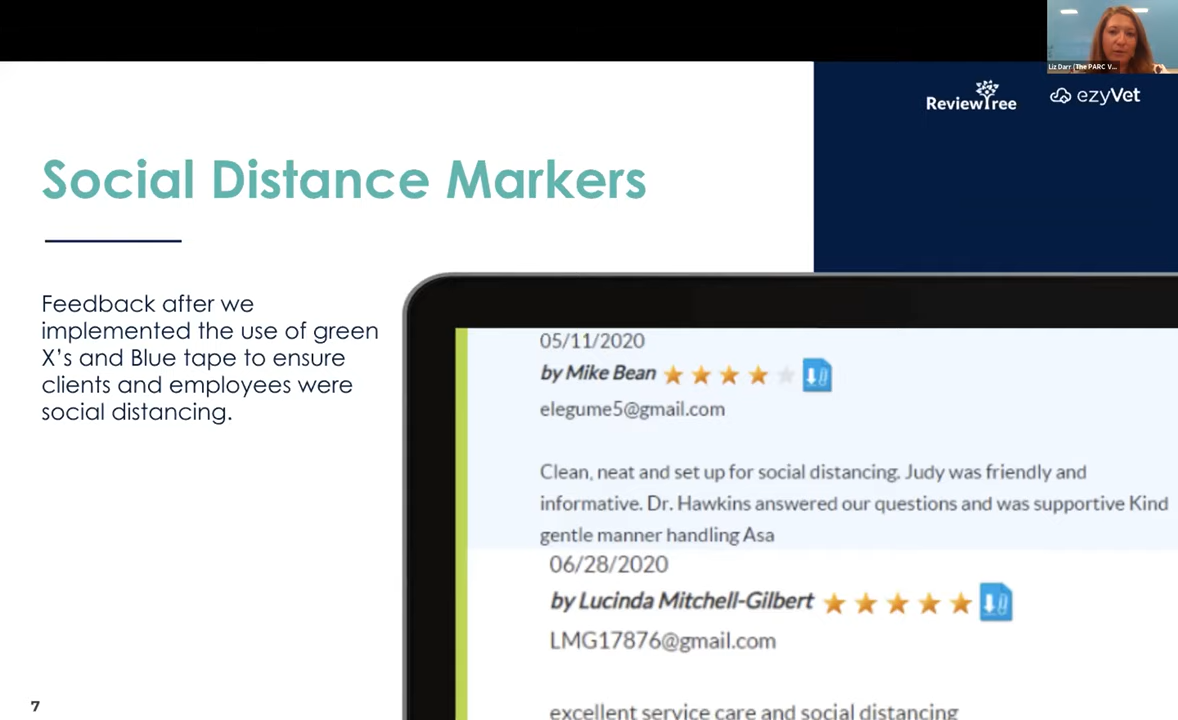 Liz Darr (The PARC V...
ReviewTree
ezyVet
Social Distance Markers
Feedback after we
implemented the use of green
X's and Blue tape to ensure
clients and employees were
social distancing.
05/11/2020
by Mike Bean
elegume5@gmail.com
Clean, neat and set up for social distancing. Judy was friendly and
informative. Dr. Hawkins answered our questions and was supportive Kind
gentle manner handling Asa
06/28/2020
by Lucinda Mitchell-Gilbert
LMG17876@gmail.com
excellent service care and social distancing
7